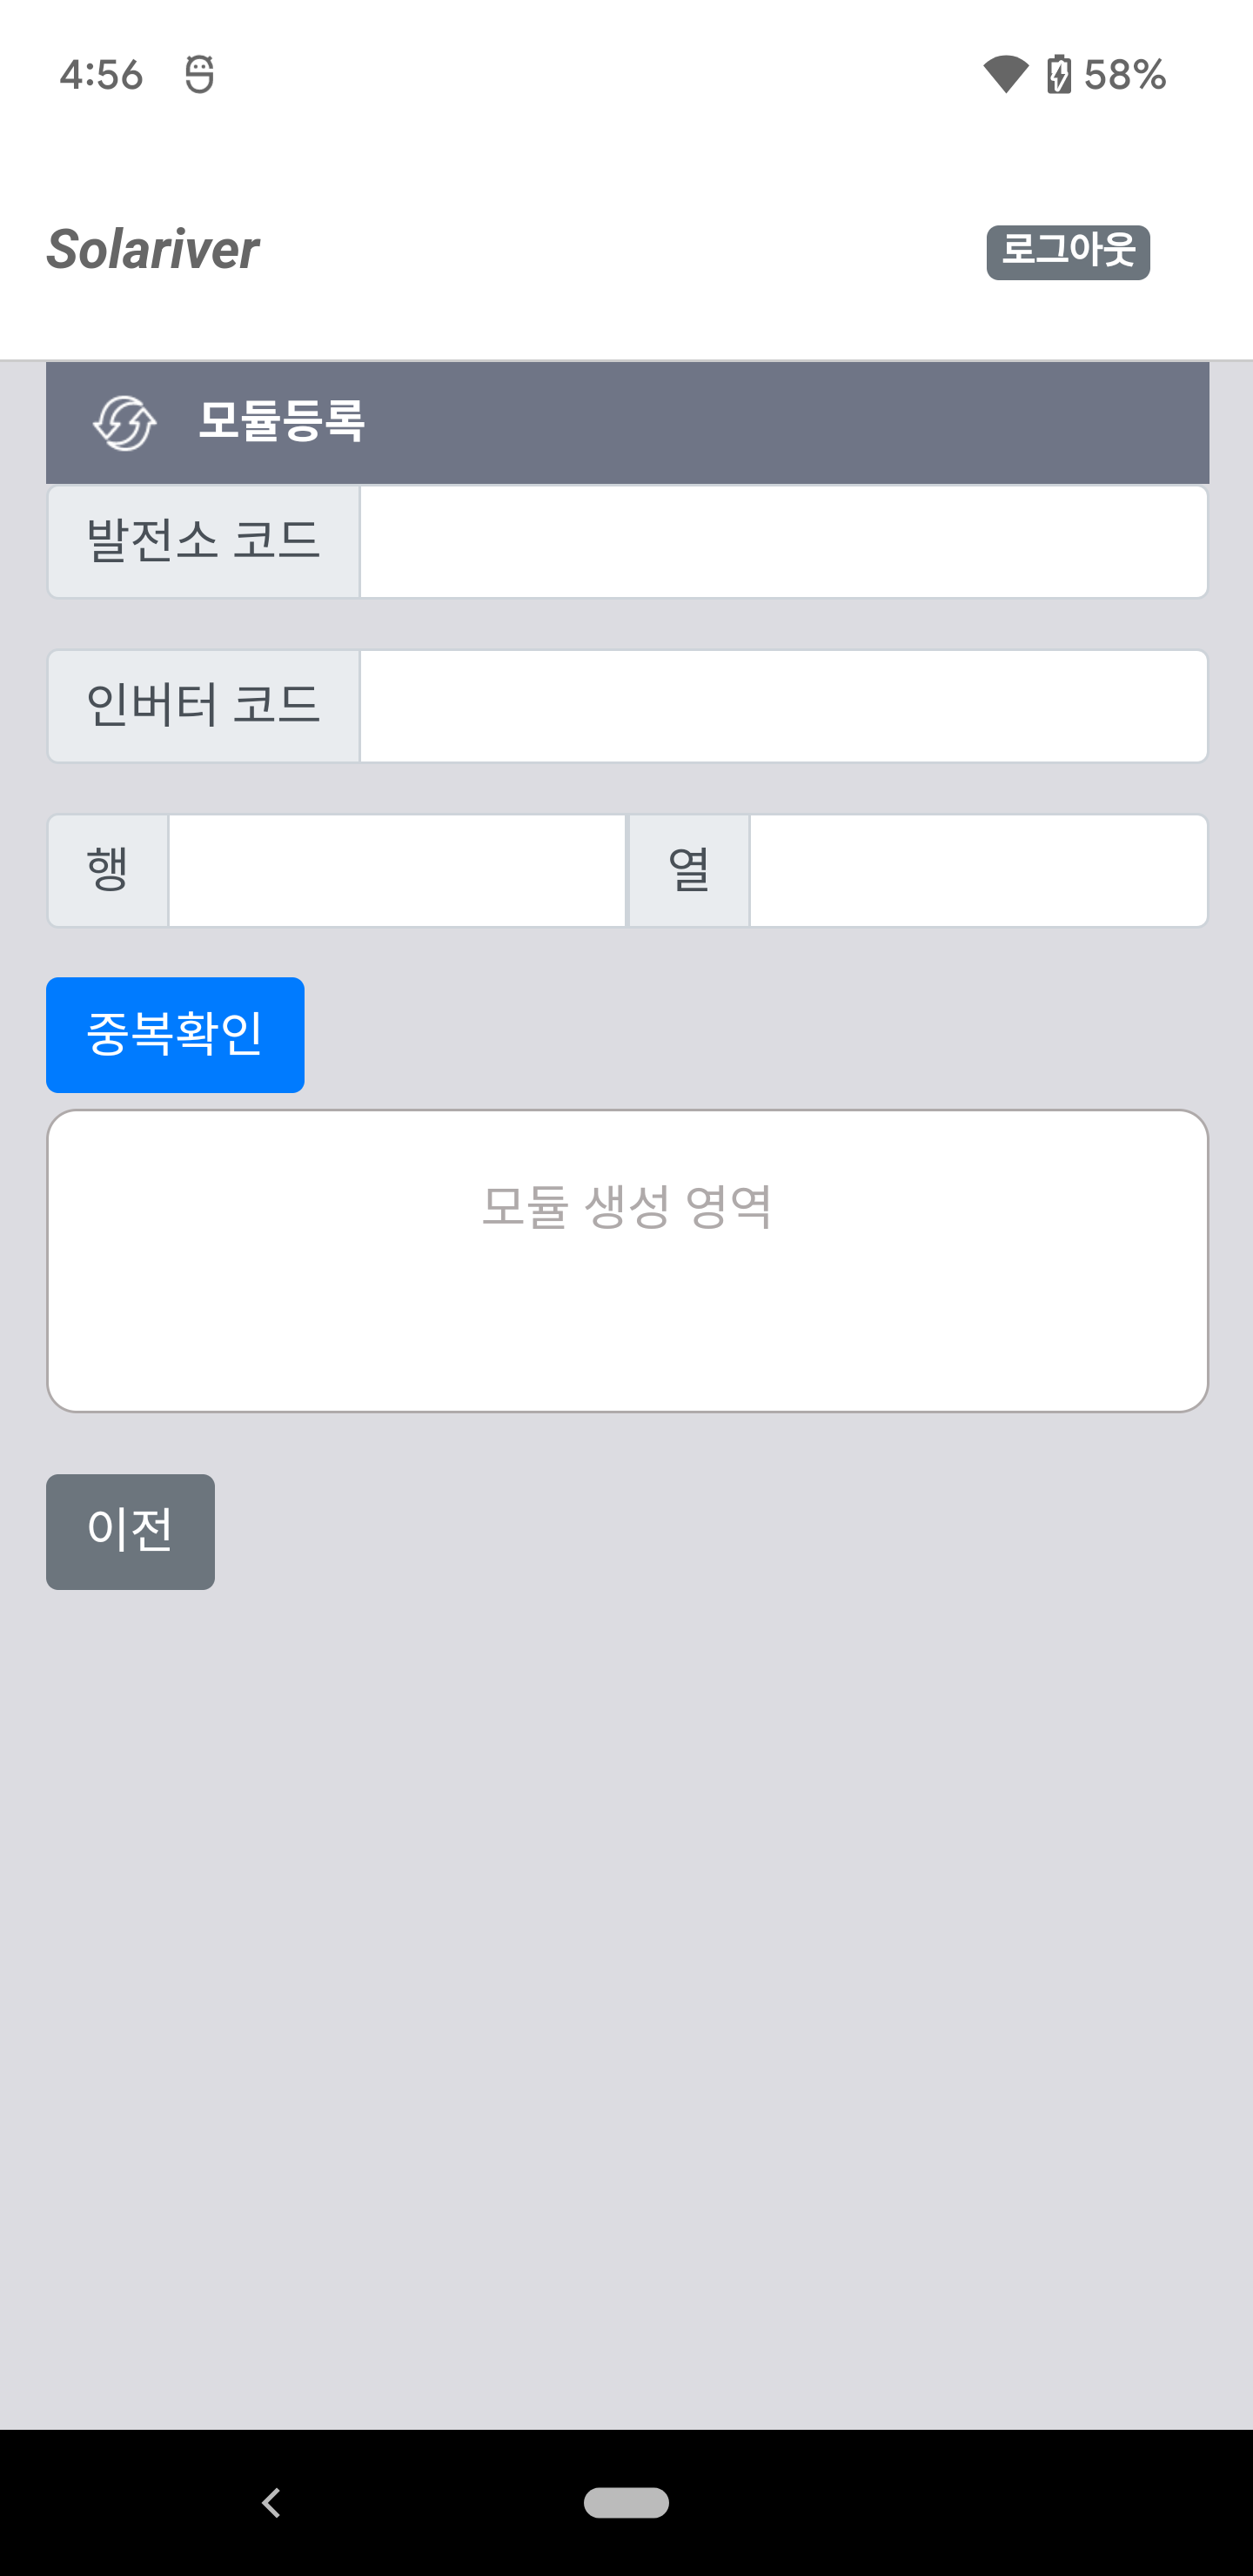 4:56 58%
Solariver 로그아웃
모듈등록
발전소 코드
인버터 코드
행 열
중복확인
모듈 생성 영역
이전